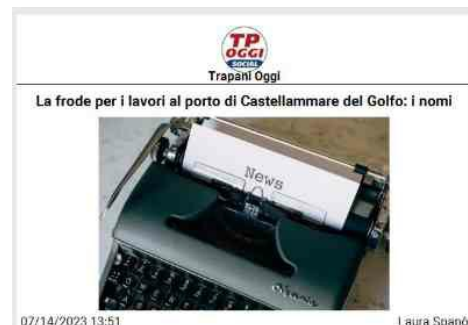 TP
OGGI
SOCIAL
Trapani Oggi
La frode per i lavori al porto di Castellammare del Golfo: i nomi
News
Olympia
07/14/2023 13:51
Laura Spanò